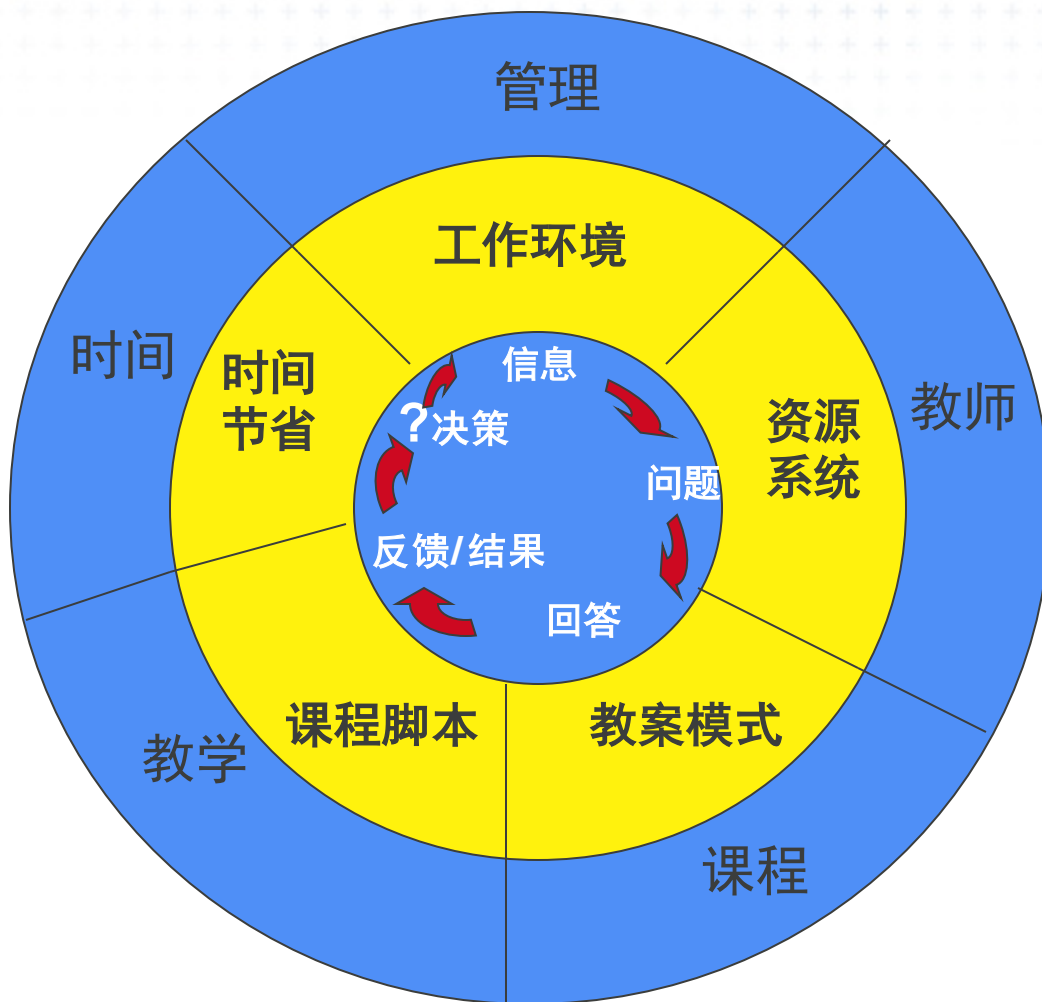 管理
工作环境
时间
时间
节省
教师
资源
系统
信息
?决策
问题
反馈/结果
回答
课程脚本
教案模式
教学
课程